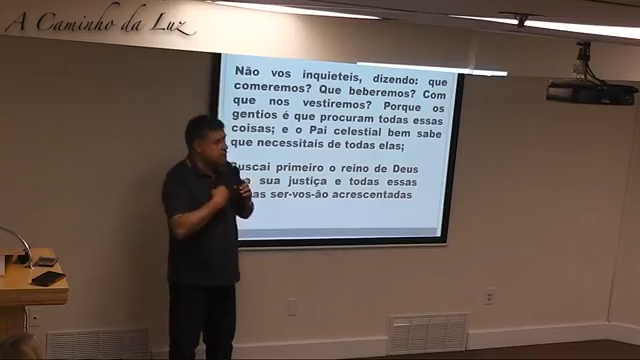 A Caminho da Luz
Não vos inquieteis, dizendo: que
comeremos? Que beberemos? Com
que nos vestiremos? Porque os
gentios é que procuram todas essas
coisas; e o Pai celestial bem sabe
que necessitais de todas elas;
Buscai primeiro o reino de Deus
sua justiça e todas essas
ser-vos-ão acrescentadas